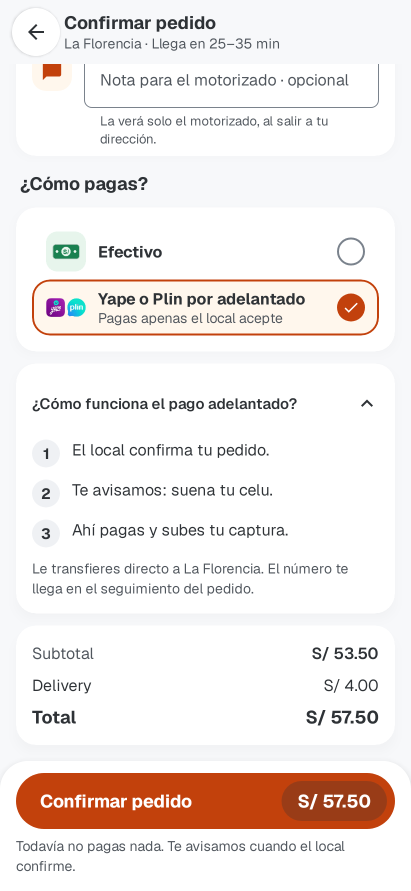 Confirmar pedido
La Florencia · Llega en 25–35 min
Nota para el motorizado · opcional
La verá solo el motorizado, al salir a tu
dirección.
¿Cómo pagas?
Efectivo
Yape o Plin por adelantado
plin
Pagas apenas el local acepte
¿Cómo funciona el pago adelantado?
1 El local confirma tu pedido.
2 Te avisamos: suena tu celu.
3 Ahí pagas y subes tu captura.
Le transfieres directo a La Florencia. El número te
llega en el seguimiento del pedido.
Subtotal S/ 53.50
Delivery S/ 4.00
Total S/ 57.50
Confirmar pedido S/ 57.50
Todavía no pagas nada. Te avisamos cuando el local
confirme.